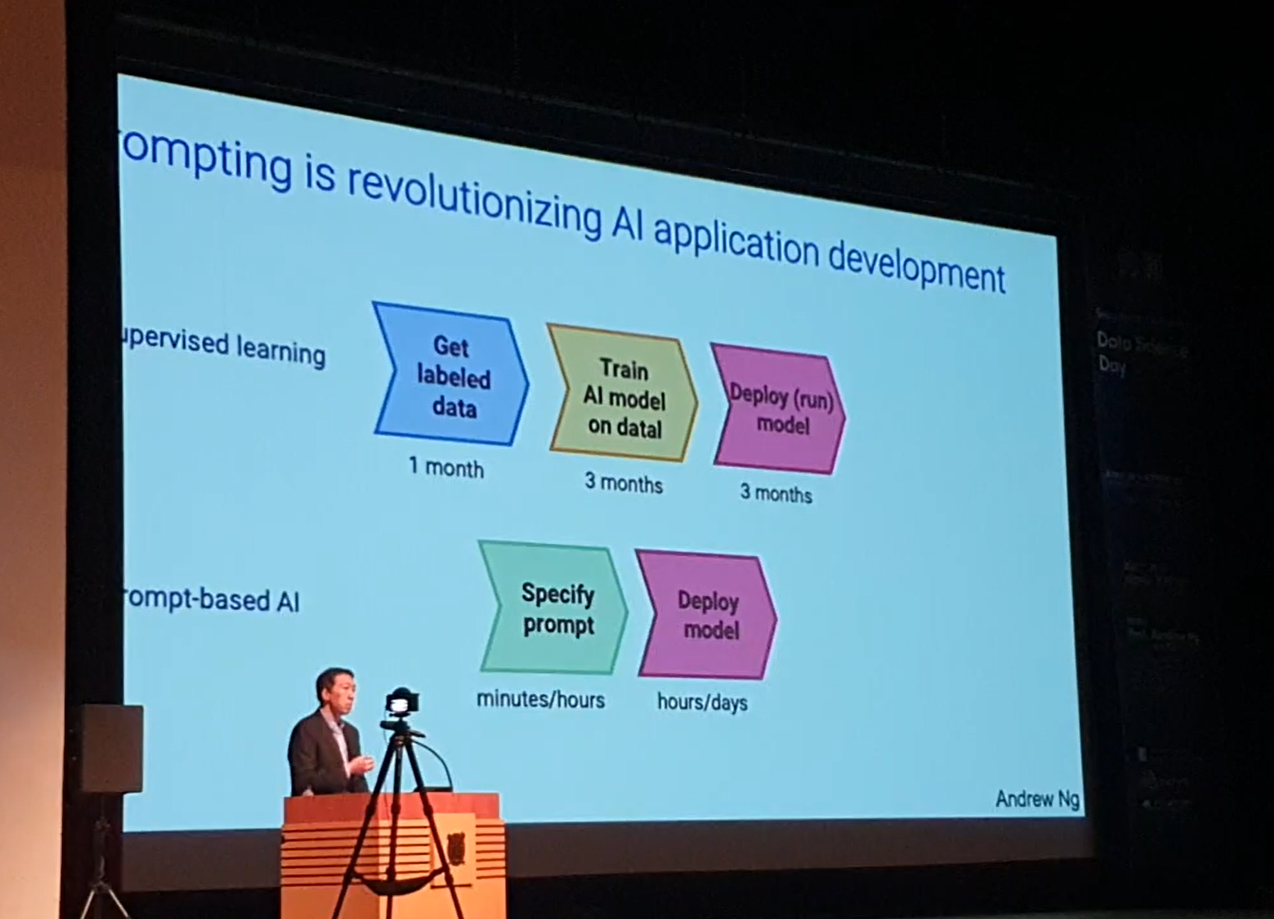 ompting is revolutionizing AI application development
upervised learning
Get
labeled
data
Train
AI model
on datal
Deploy (run)
model
1 month
3 months
3 months
ompt-based AI
Specify
prompt
Deploy
model
minutes/hours
hours/days
Andrew Ng
Data Science
Day